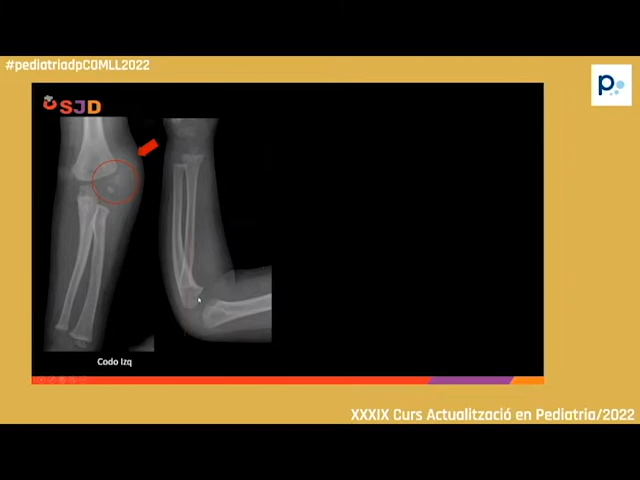 #pediatriadpCOMLL2022
p
SJD
Codo Izq
XXXIX Curs Actualització en Pediatria/2022